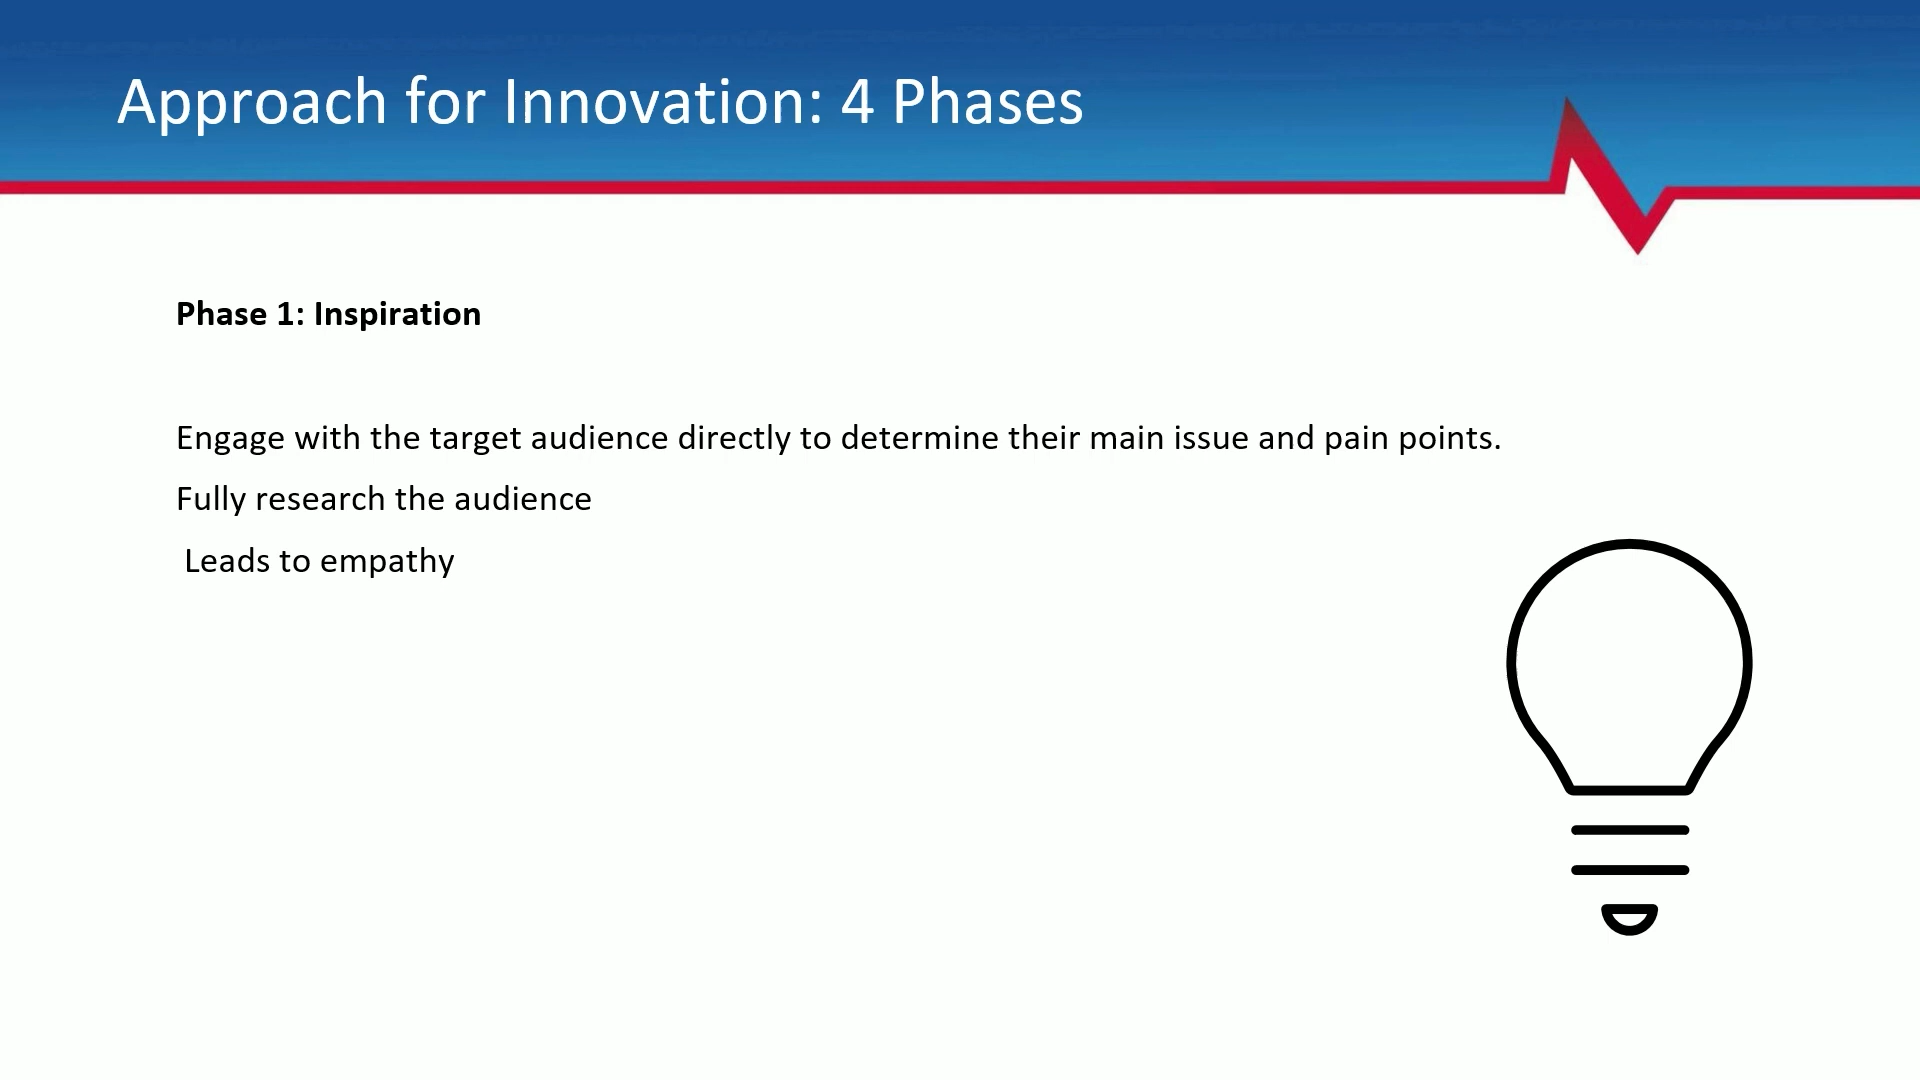 Approach for Innovation: 4 Phases
Phase 1: Inspiration
Engage with the target audience directly to determine their main issue and pain points.
Fully research the audience
Leads to empathy